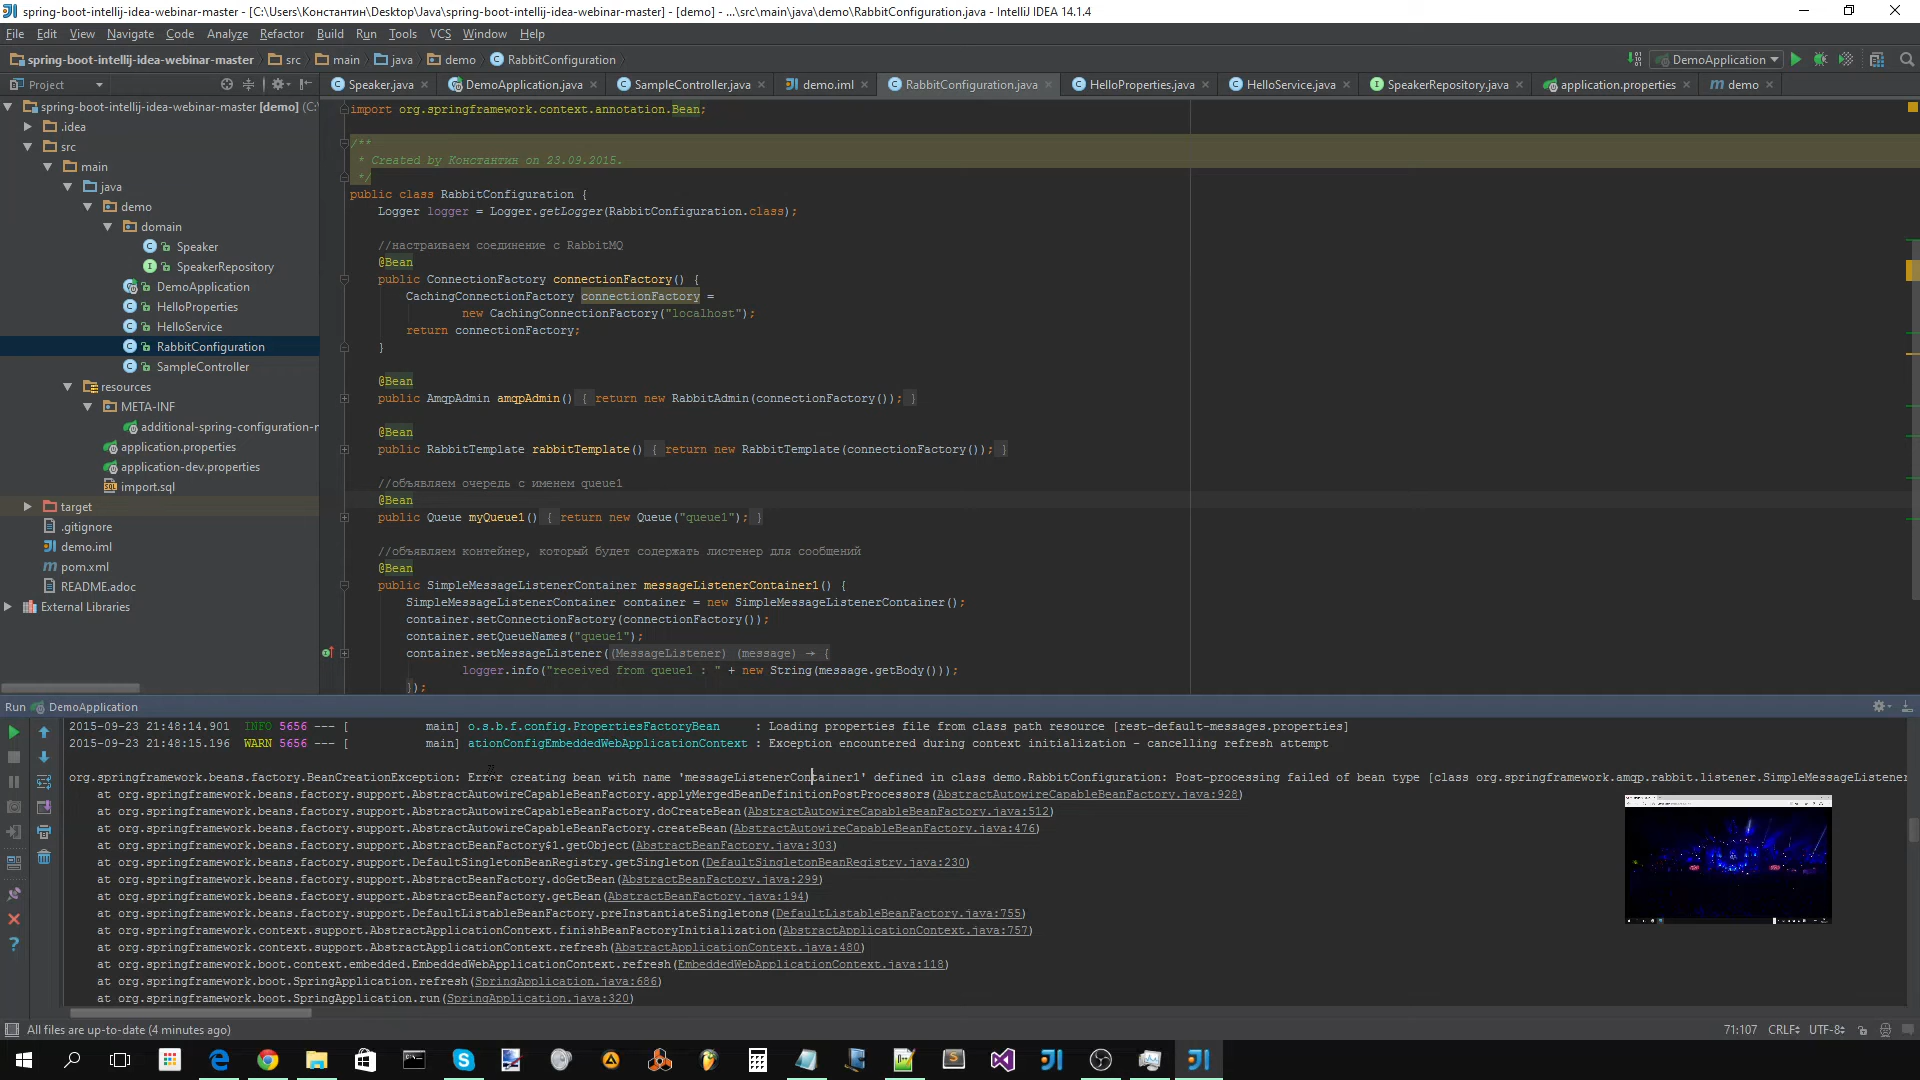 spring-boot-intellij-idea-webinar-master - [C:\Users\Константин\Desktop\Java\spring-boot-intellij-idea-webinar-master] - [demo] - ...\src\main\java\demo\RabbitConfiguration.java - IntelliJ IDEA 14.1.4
File Edit View Navigate Code Analyze Refactor Build Run Tools VCS Window Help
spring-boot-intellij-idea-webinar-master src main java demo RabbitConfiguration DemoApplication
Project Speaker.java DemoApplication.java SampleController.java demo.iml RabbitConfiguration.java HelloProperties.java HelloService.java SpeakerRepository.java application.properties demo
spring-boot-intellij-idea-webinar-master [demo] (C:
.idea
src
main
java
demo
domain
Speaker
SpeakerRepository
DemoApplication
HelloProperties
HelloService
RabbitConfiguration
SampleController
resources
META-INF
additional-spring-configuration-
application.properties
application-dev.properties
import.sql
target
.gitignore
demo.iml
pom.xml
README.adoc
External Libraries
import org.springframework.context.annotation.Bean;
/**
* Created by Константин on 23.09.2015.
*/
public class RabbitConfiguration {
Logger logger = Logger.getLogger(RabbitConfiguration.class);
//настраиваем соединение с RabbitMQ
@Bean
public ConnectionFactory connectionFactory() {
CachingConnectionFactory connectionFactory =
new CachingConnectionFactory("localhost");
return connectionFactory;
}
@Bean
public AmqpAdmin amqpAdmin() { return new RabbitAdmin(connectionFactory()); }
@Bean
public RabbitTemplate rabbitTemplate() { return new RabbitTemplate(connectionFactory()); }
//объявляем очередь с именем queue1
@Bean
public Queue myQueue1() { return new Queue("queue1"); }
//объявляем контейнер, который будет содержать листенер для сообщений
@Bean
public SimpleMessageListenerContainer messageListenerContainer1() {
SimpleMessageListenerContainer container = new SimpleMessageListenerContainer();
container.setConnectionFactory(connectionFactory());
container.setQueueNames("queue1");
container.setMessageListener((MessageListener) (message) → {
logger.info("received from queue1 : " + new String(message.getBody()));
});
Run DemoApplication
2015-09-23 21:48:14.901 INFO 5656 --- [ main] o.s.b.f.config.PropertiesFactoryBean : Loading properties file from class path resource [rest-default-messages.properties]
2015-09-23 21:48:15.196 WARN 5656 --- [ main] ationConfigEmbeddedWebApplicationContext : Exception encountered during context initialization - cancelling refresh attempt
org.springframework.beans.factory.BeanCreationException: Error creating bean with name 'messageListenerContainer1' defined in class demo.RabbitConfiguration: Post-processing failed of bean type [class org.springframework.amqp.rabbit.listener.SimpleMessageListener
at org.springframework.beans.factory.support.AbstractAutowireCapableBeanFactory.applyMergedBeanDefinitionPostProcessors(AbstractAutowireCapableBeanFactory.java:928)
at org.springframework.beans.factory.support.AbstractAutowireCapableBeanFactory.doCreateBean(AbstractAutowireCapableBeanFactory.java:512)
at org.springframework.beans.factory.support.AbstractAutowireCapableBeanFactory.createBean(AbstractAutowireCapableBeanFactory.java:476)
at org.springframework.beans.factory.support.AbstractBeanFactory$1.getObject(AbstractBeanFactory.java:303)
at org.springframework.beans.factory.support.DefaultSingletonBeanRegistry.getSingleton(DefaultSingletonBeanRegistry.java:230)
at org.springframework.beans.factory.support.AbstractBeanFactory.doGetBean(AbstractBeanFactory.java:299)
at org.springframework.beans.factory.support.AbstractBeanFactory.getBean(AbstractBeanFactory.java:194)
at org.springframework.beans.factory.support.DefaultListableBeanFactory.preInstantiateSingletons(DefaultListableBeanFactory.java:755)
at org.springframework.context.support.AbstractApplicationContext.finishBeanFactoryInitialization(AbstractApplicationContext.java:757)
at org.springframework.context.support.AbstractApplicationContext.refresh(AbstractApplicationContext.java:480)
at org.springframework.boot.context.embedded.EmbeddedWebApplicationContext.refresh(EmbeddedWebApplicationContext.java:118)
at org.springframework.boot.SpringApplication.refresh(SpringApplication.java:686)
at org.springframework.boot.SpringApplication.run(SpringApplication.java:320)
All files are up-to-date (4 minutes ago) 71:107 CRLF UTF-8